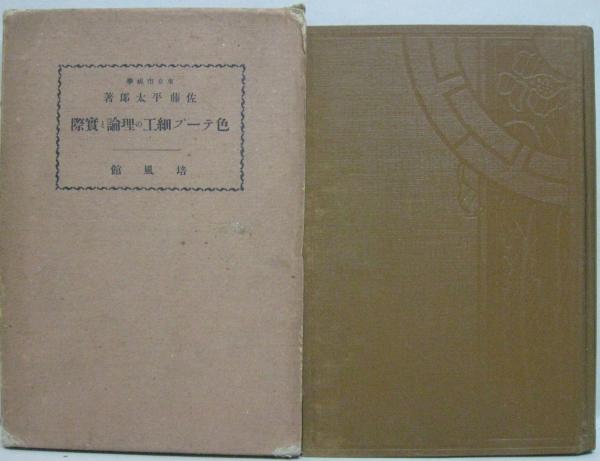 東京市視學
佐藤平太郎著
色テープ細工の理論と實際
培風館